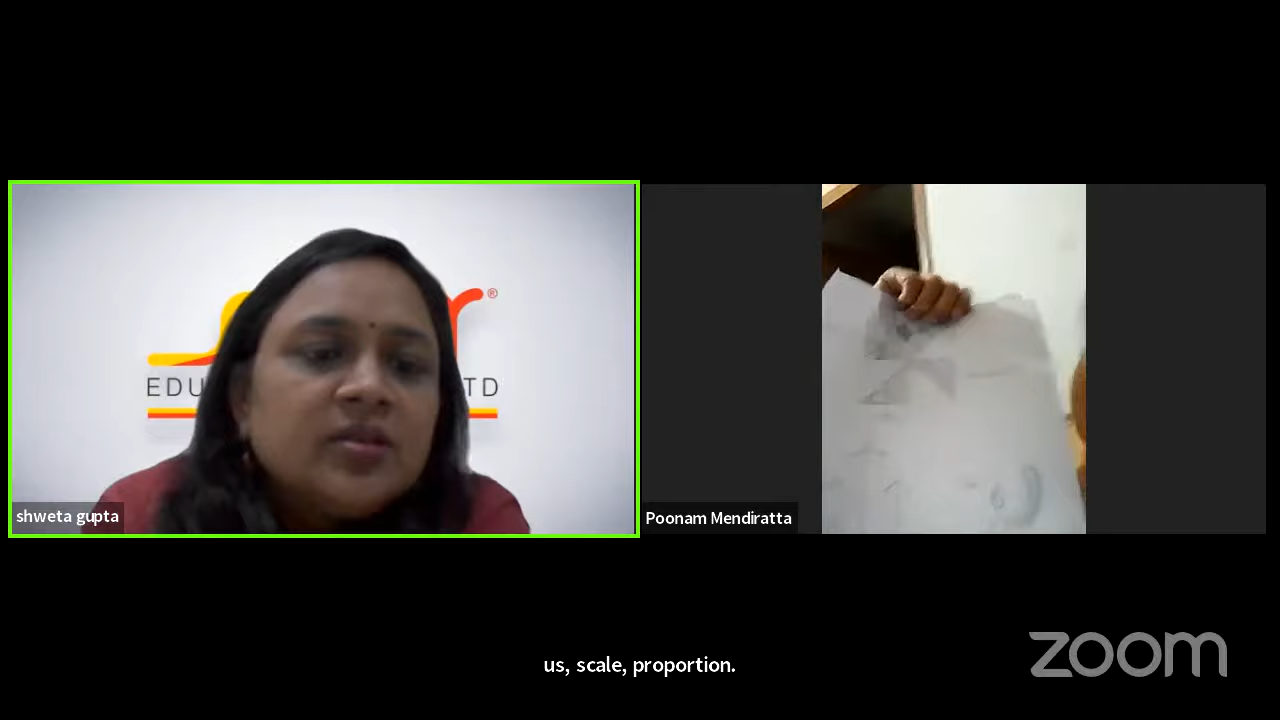 ®
EDU TD
shweta gupta
Poonam Mendiratta
us, scale, proportion.
zoom